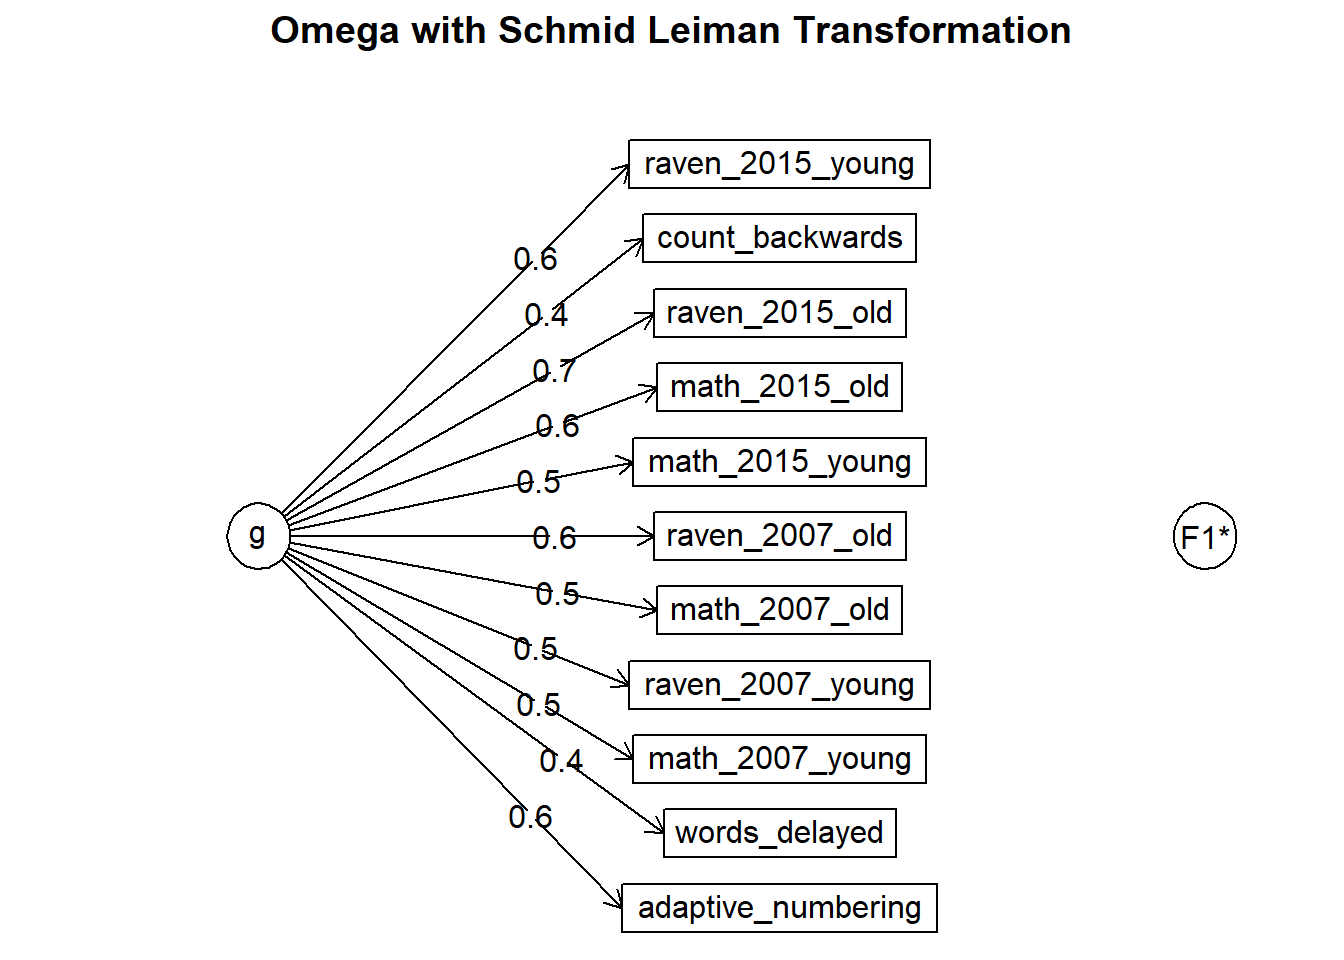 Omega with Schmid Leiman Transformation
raven_2015_young
0.6
count_backwards
0.4
raven_2015_old
0.7
math_2015_old
0.6
math_2015_young
0.5
g
0.6
raven_2007_old
F1*
0.5
math_2007_old
0.5
raven_2007_young
0.5
math_2007_young
0.4
words_delayed
0.6
adaptive_numbering